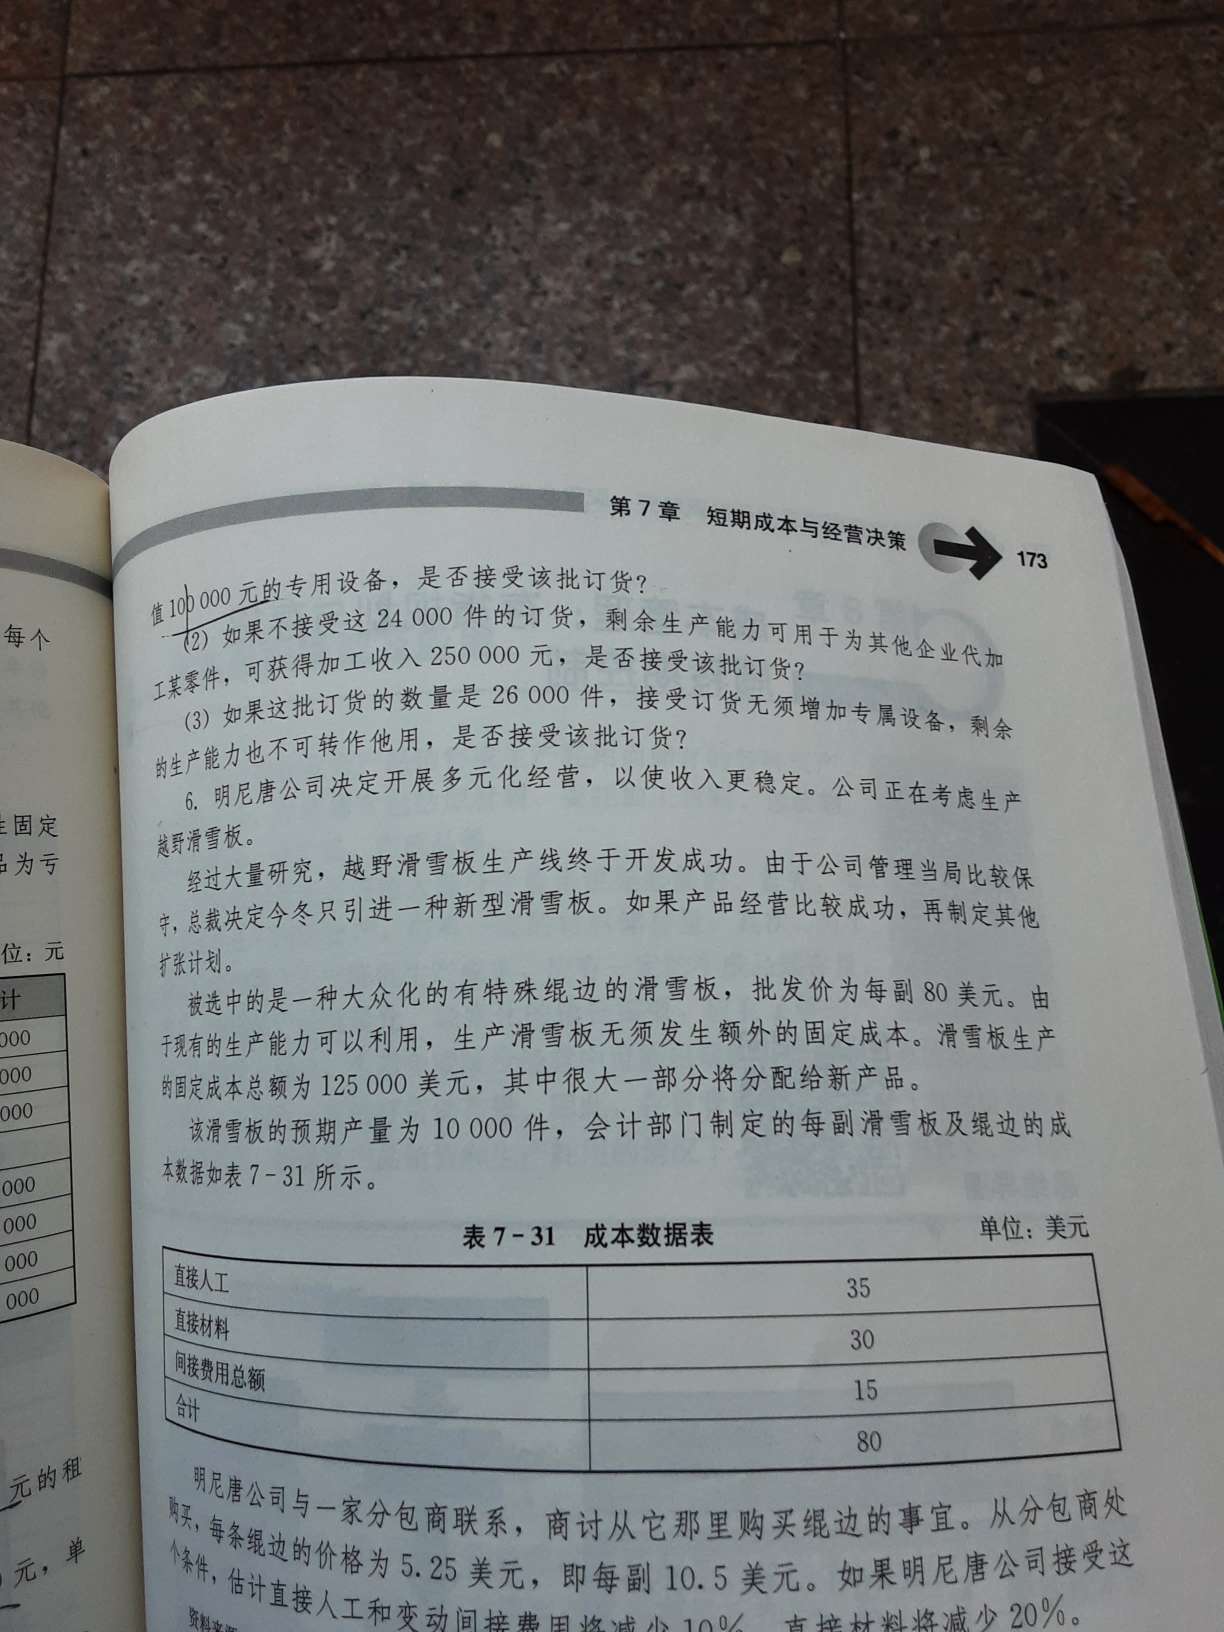 每个
固定
品为亏
位：元
计
000
000
000
000
000
000
000
元的租
元，单
第7章 短期成本与经营决策 173
值100 000元的专用设备，是否接受该批订货？
(2) 如果不接受这24 000件的订货，剩余生产能力可用于为其他企业代加
工某零件，可获得加工收入250 000元，是否接受该批订货？
(3) 如果这批订货的数量是26 000件，接受订货无须增加专属设备，剩余
的生产能力也不可转作他用，是否接受该批订货？
6. 明尼唐公司决定开展多元化经营，以使收入更稳定。公司正在考虑生产
越野滑雪板。
经过大量研究，越野滑雪板生产线终于开发成功。由于公司管理当局比较保
守，总裁决定今冬只引进一种新型滑雪板。如果产品经营比较成功，再制定其他
扩张计划。
被选中的是一种大众化的有特殊绲边的滑雪板，批发价为每副80美元。由
于现有的生产能力可以利用，生产滑雪板无须发生额外的固定成本。滑雪板生产
的固定成本总额为125 000美元，其中很大一部分将分配给新产品。
该滑雪板的预期产量为10 000件，会计部门制定的每副滑雪板及绲边的成
本数据如表7-31所示。
表7-31 成本数据表 单位：美元
直接人工 35
直接材料 30
间接费用总额 15
合计 80
明尼唐公司与一家分包商联系，商讨从它那里购买绲边的事宜。从分包商处
购买，每条绲边的价格为5.25美元，即每副10.5美元。如果明尼唐公司接受这
个条件，估计直接人工和变动间接费用将减少10%，直接材料将减少20%。
资料来源